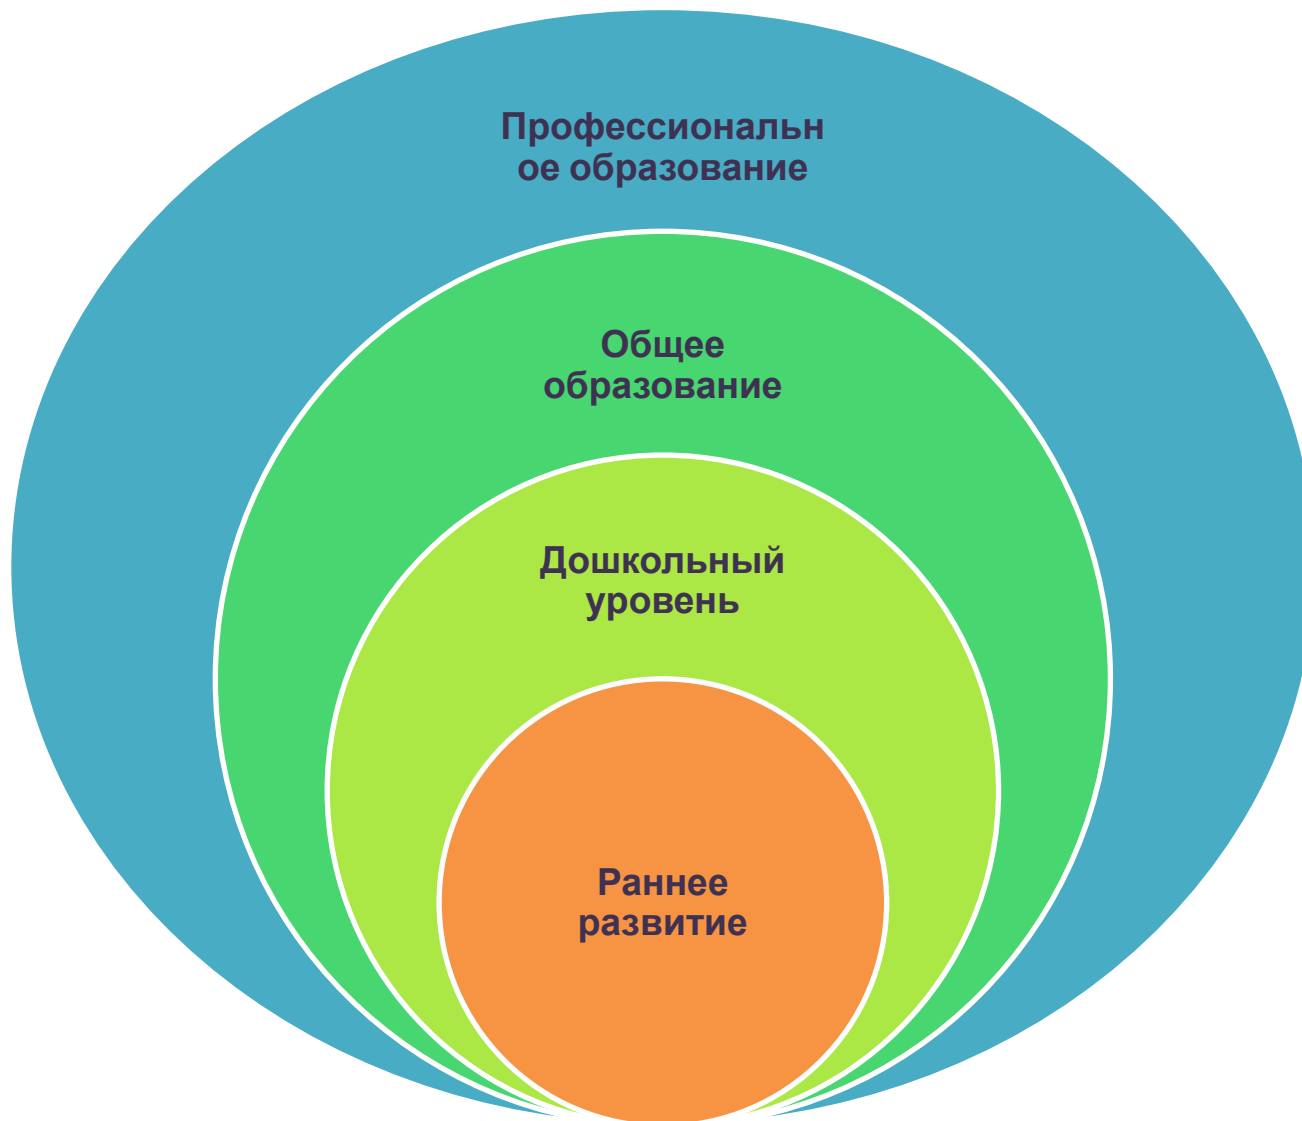 Профессиональн
ое образование
Общее
образование
Дошкольный
уровень
Раннее
развитие